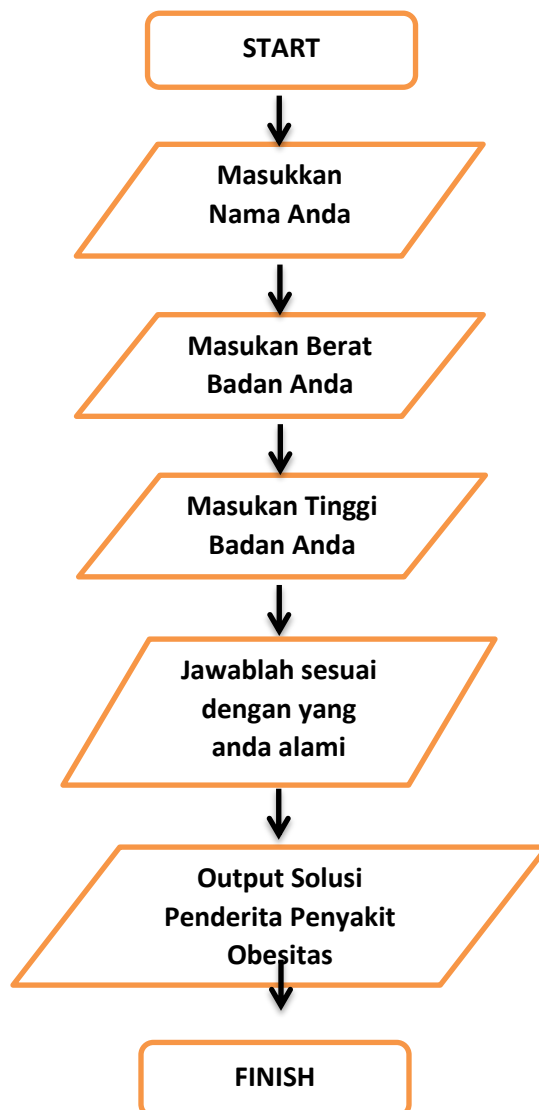 START
Masukkan
Nama Anda
Masukan Berat
Badan Anda
Masukan Tinggi
Badan Anda
Jawablah sesuai
dengan yang
anda alami
Output Solusi
Penderita Penyakit
Obesitas
FINISH